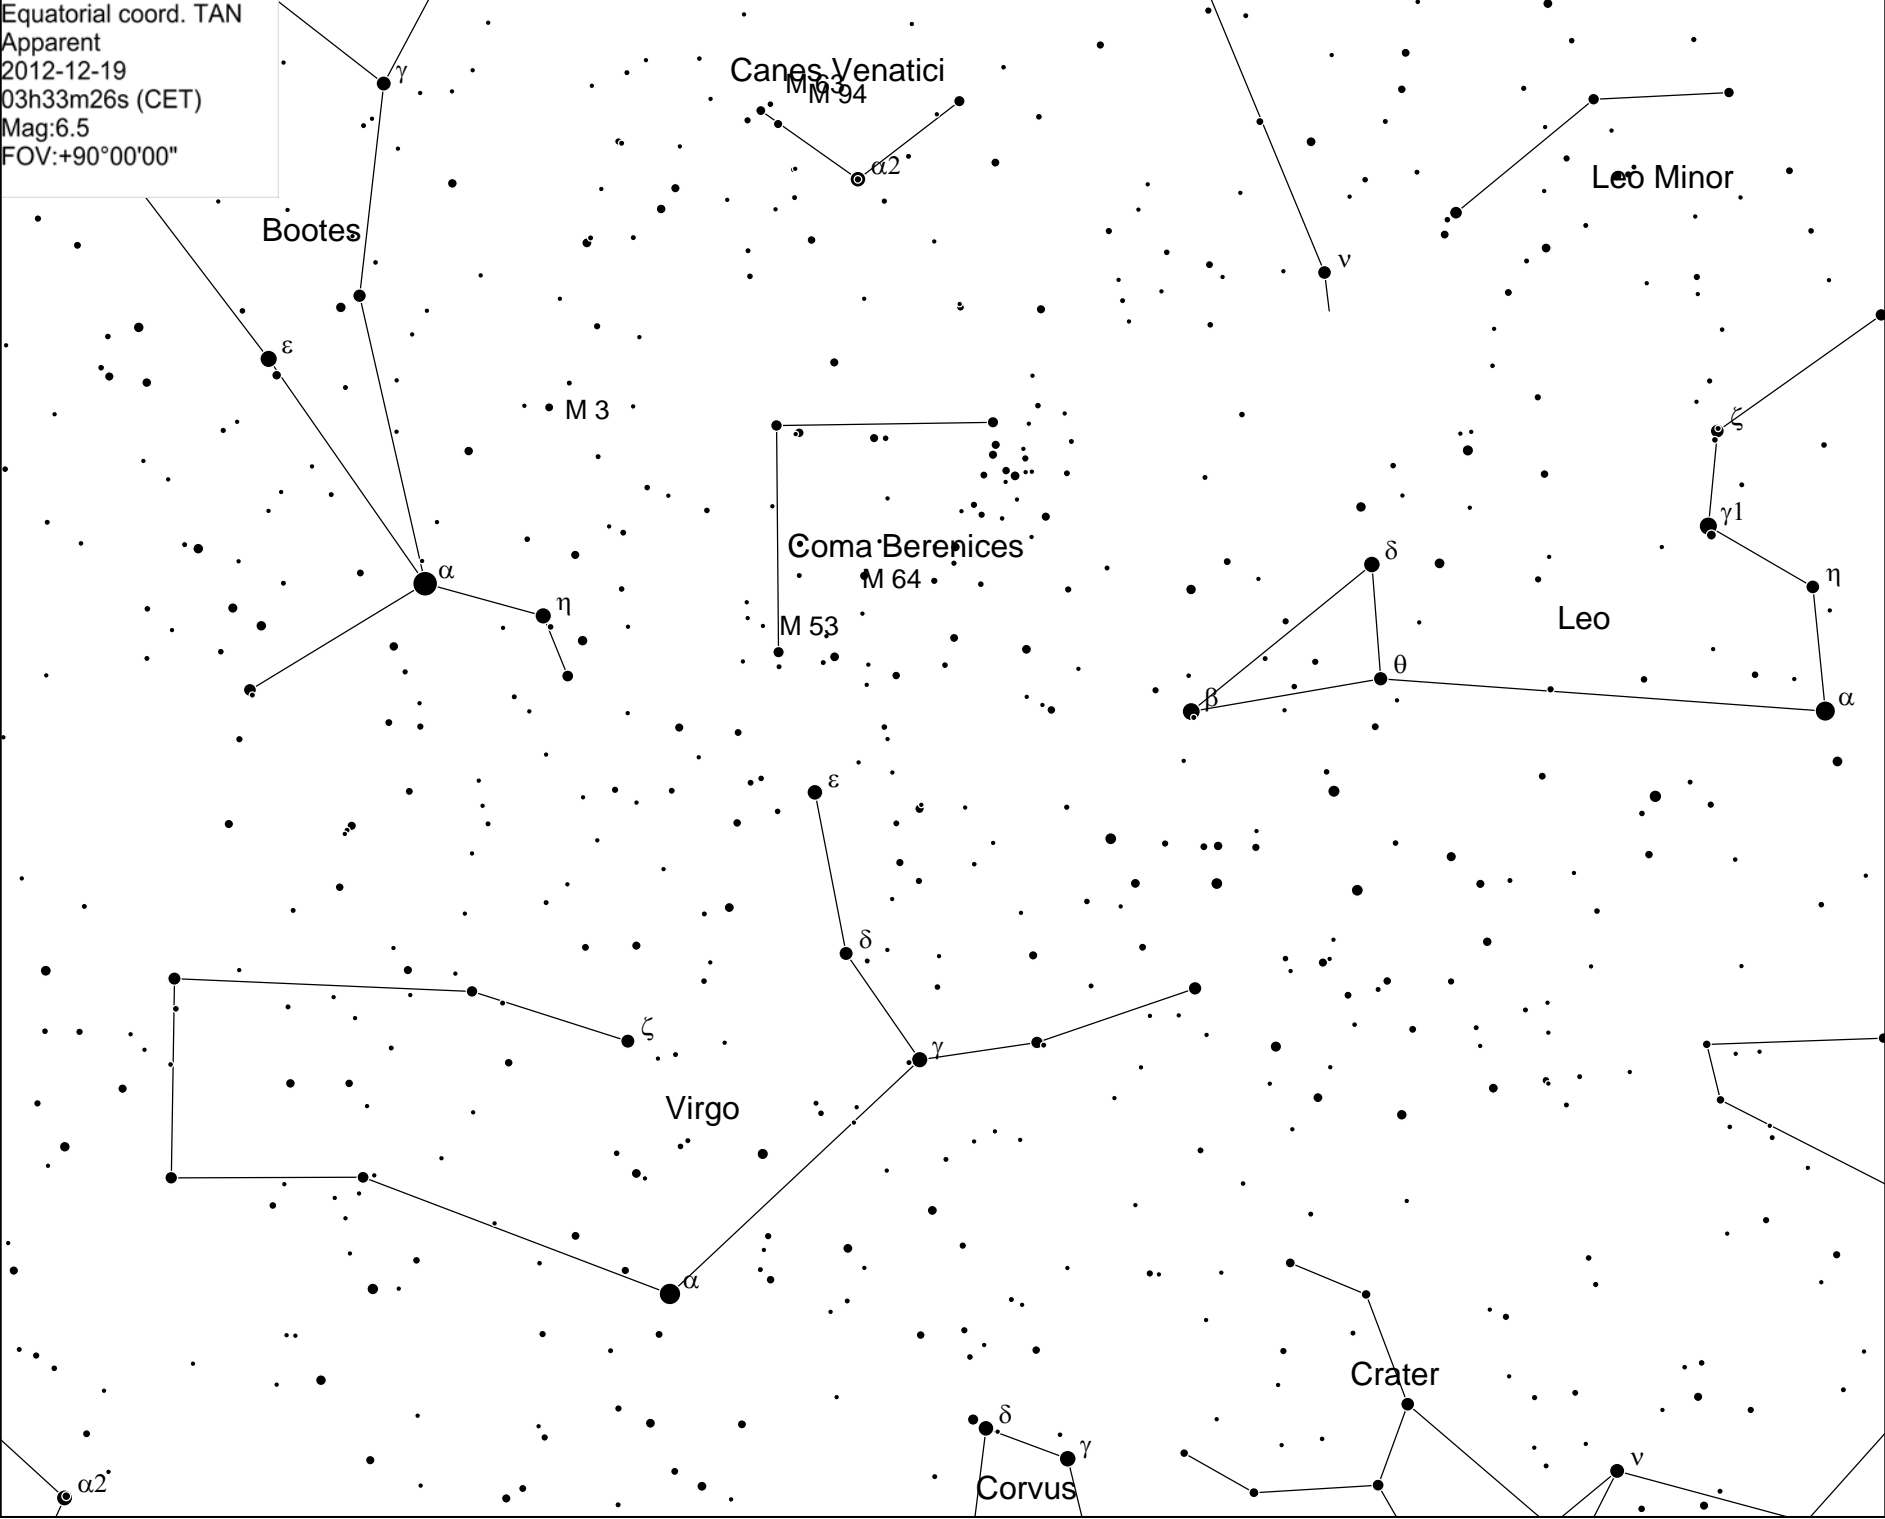 Equatorial coord. TAN
Apparent
2012-12-19
03h33m26s (CET)
Mag:6.5
FOV:+90°00'00"
γ
Canes Venatici
M 63
M 94
α2
Leo Minor
Bootes
ν
ε
M 3
ζ
γ1
Coma Berenices
δ
α
M 64
η
η
Leo
M 53
θ
β
α
ε
δ
ζ
γ
Virgo
α
Crater
δ
γ
ν
α2
Corvus